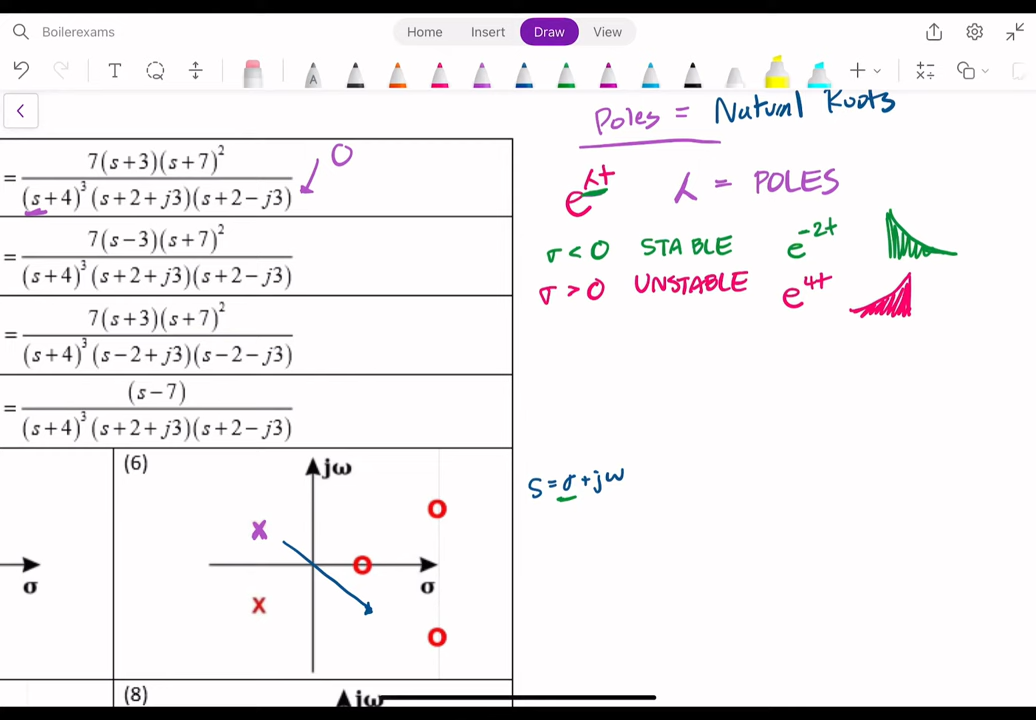 Boilerexams
Home Insert Draw View
T
A
Poles = Natural Roots
= 7(s+3)(s+7)² / (s+4)³(s+2+j3)(s+2−j3)
0
e^λt λ = POLES
σ < 0 STABLE e^-2t
σ > 0 UNSTABLE e^4t
= 7(s−3)(s+7)² / (s+4)³(s+2+j3)(s+2−j3)
= 7(s+3)(s+7)² / (s+4)³(s−2+j3)(s−2−j3)
= (s−7) / (s+4)³(s+2+j3)(s+2−j3)
(6)
jω
S = σ + jω
X
O
O
σ
σ
X
O
(8)
jω